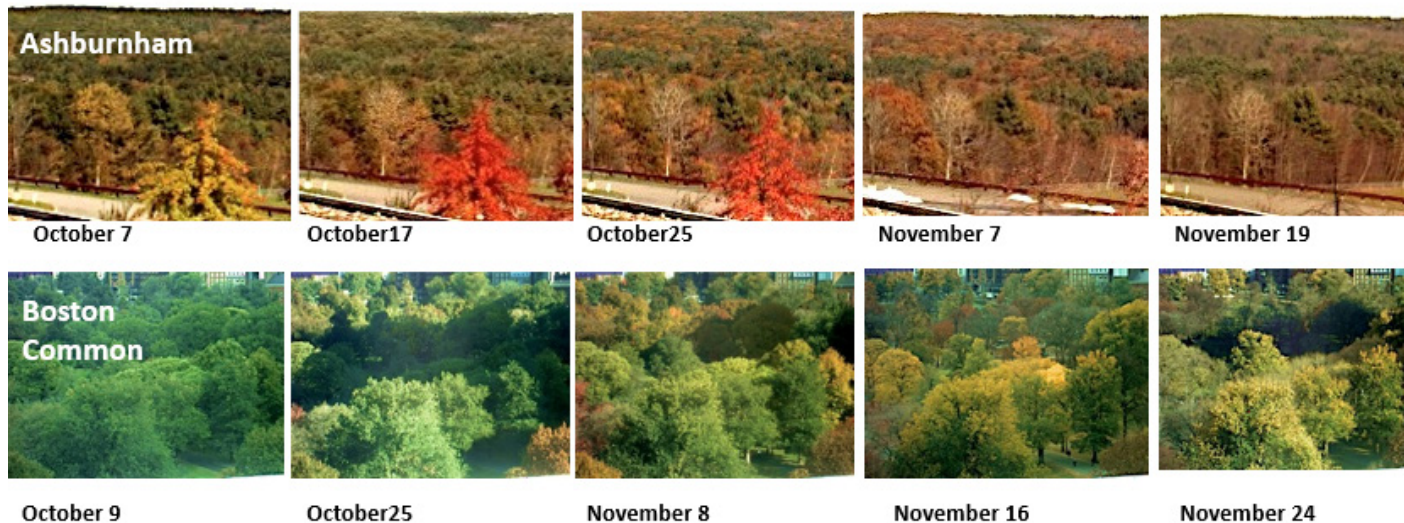 Ashburnham
October 7
October17
October25
November 7
November 19
Boston
Common
October 9
October25
November 8
November 16
November 24